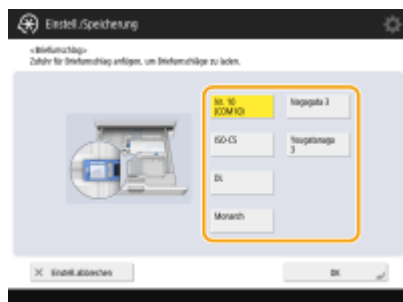 Einstell./Speicherung
<Briefumschlag>
Zufuhr für Briefumschlag anfügen, um Briefumschläge zu laden.
Nr. 10
(COM10)
Nagagata 3
ISO-C5
Yougatanaga
3
DL
Monarch
Einstell.abbrechen
OK